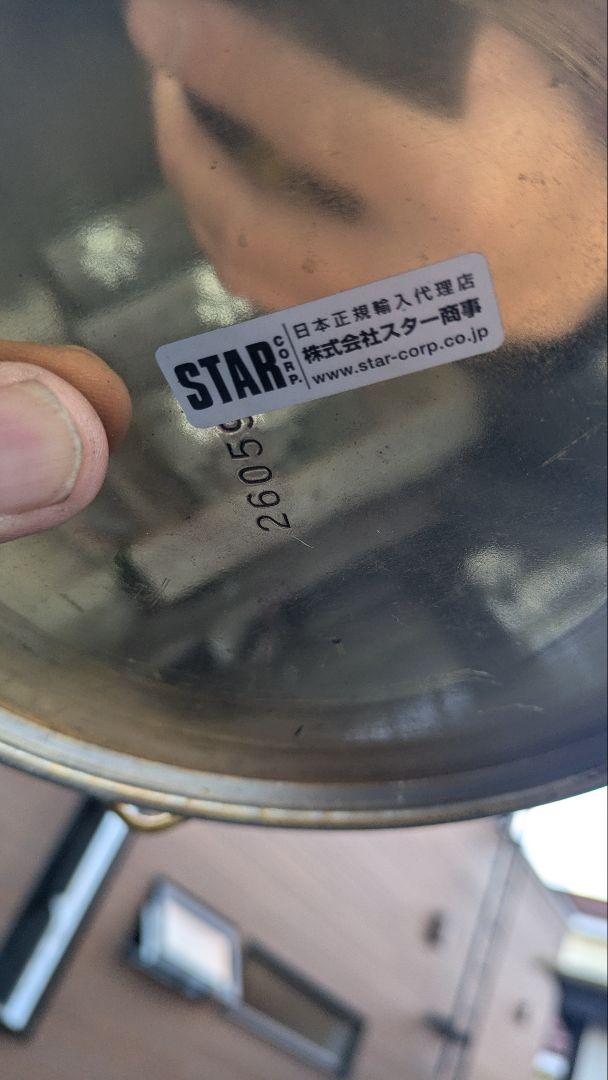 STAR
CORP.
日本正規輸入代理店
株式会社スター商事
www.star-corp.co.jp
26059